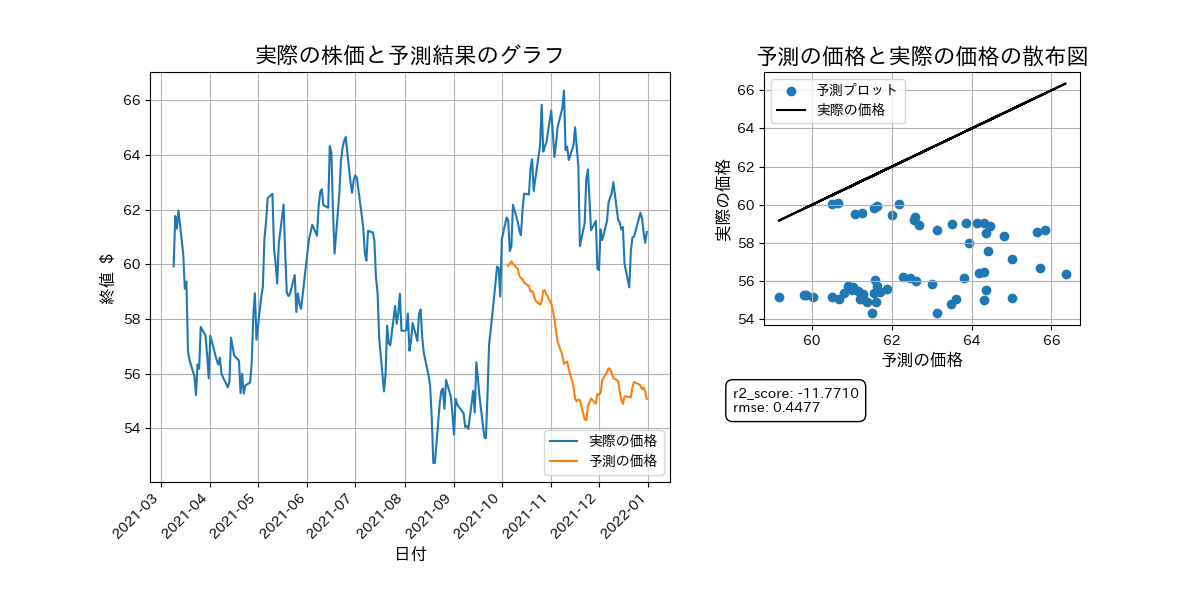 実際の株価と予測結果のグラフ
終値 $
66
64
62
60
58
56
54
2021-03
2021-04
2021-05
2021-06
2021-07
2021-08
2021-09
2021-10
2021-11
2021-12
2022-01
日付
実際の価格
予測の価格
予測の価格と実際の価格の散布図
予測プロット
実際の価格
実際の価格
66
64
62
60
58
56
54
60
62
64
66
予測の価格
r2_score: -11.7710
rmse: 0.4477